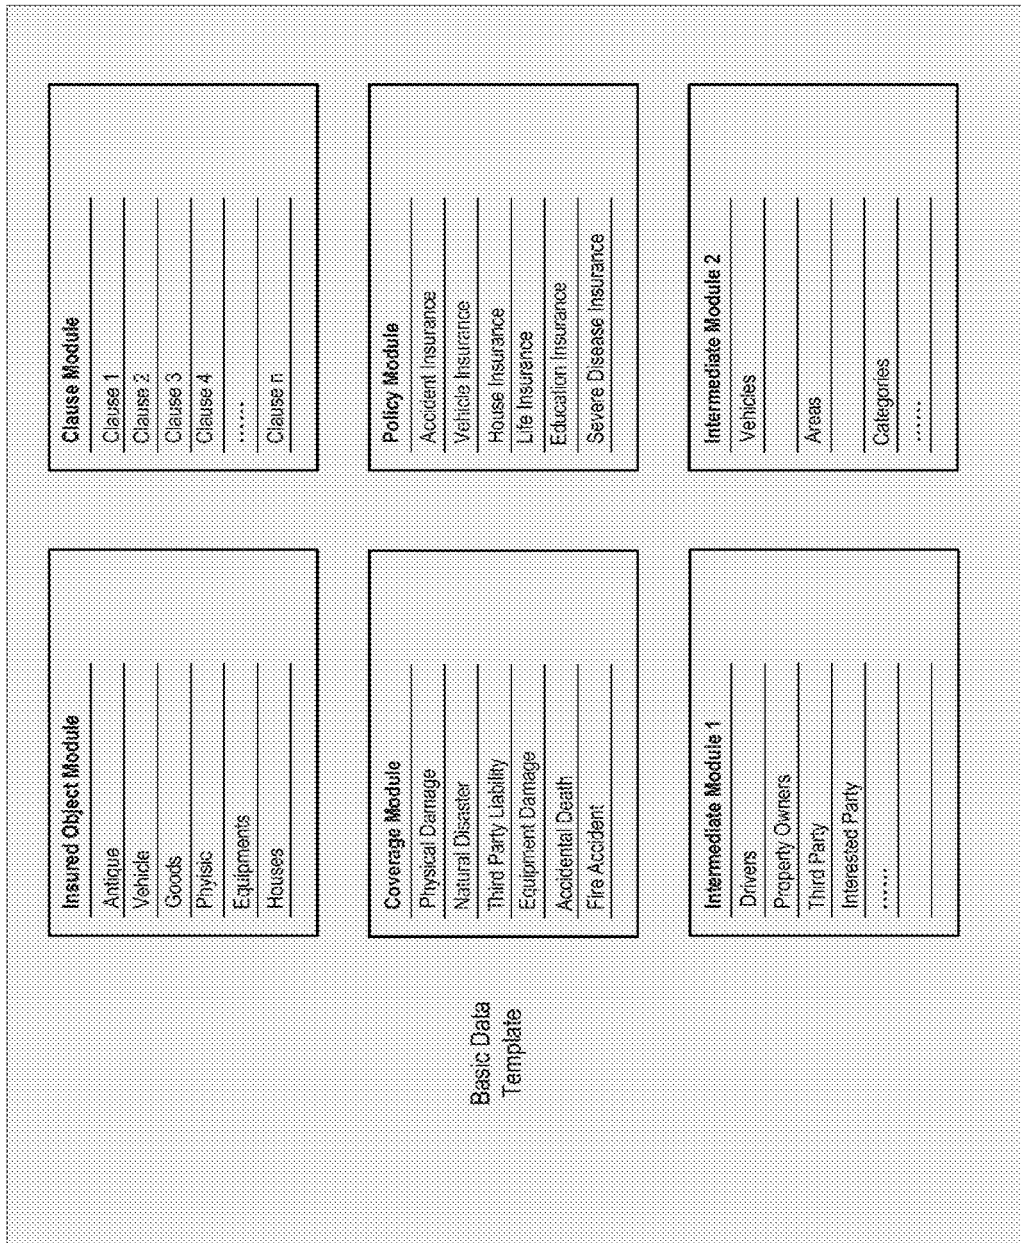 Basic Data
Template
Insured Object Module
Antique
Vehicle
Goods
Phyisic
Equipments
Houses
Clause Module
Clause 1
Clause 2
Clause 3
Clause 4
......
Clause n
Coverage Module
Physical Damage
Natural Disaster
Third Party Liability
Equipment Damage
Accidental Death
Fire Accident
Policy Module
Accident Insurance
Vehicle Insurance
House Insurance
Life Insurance
Education Insurance
Severe Disease Insurance
Intermediate Module 1
Drivers
Property Owners
Third Party
Interested Party
......
Intermediate Module 2
Vehicles
Areas
Categories
......